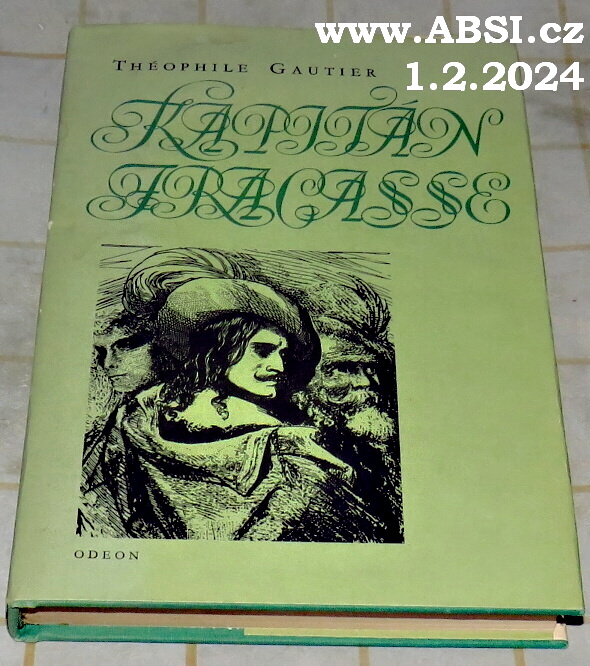 www.ABSI.cz
1.2.2024
THÉOPHILE GAUTIER
KAPITÁN
FRACASSE
ODEON